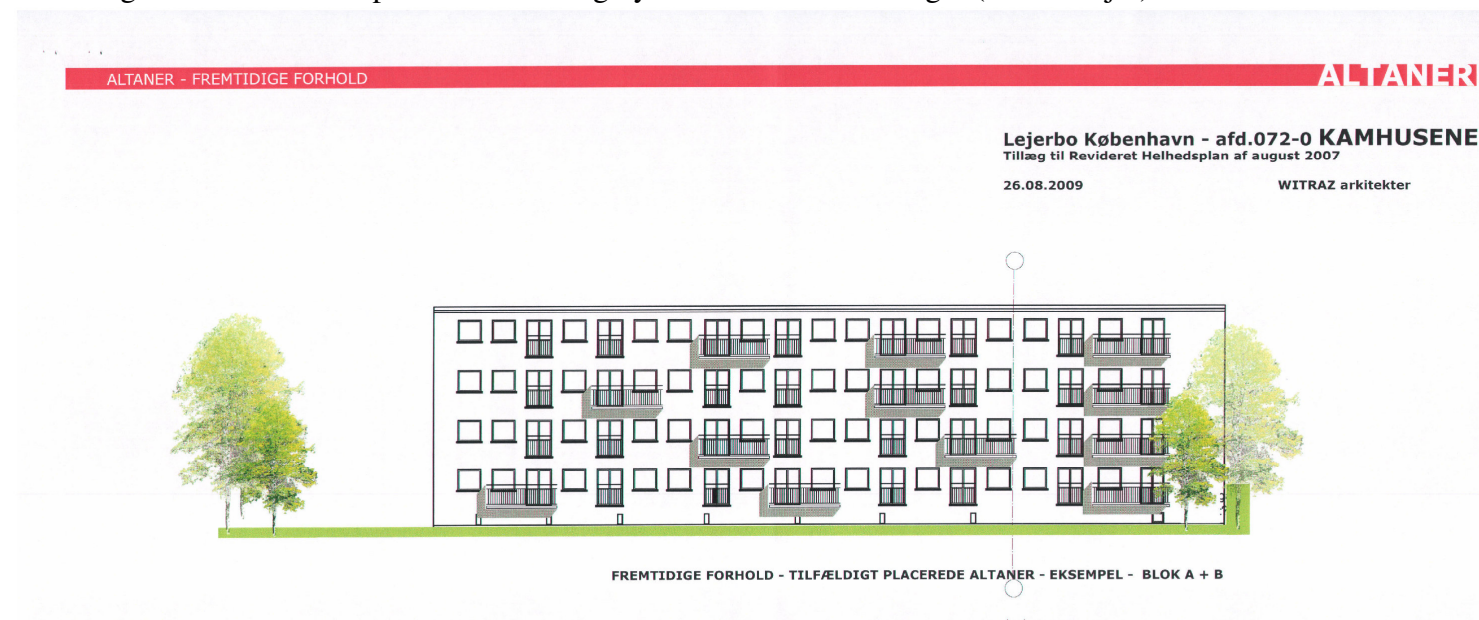 ALTANER - FREMTIDIGE FORHOLD
ALTANER
Lejerbo København - afd.072-0 KAMHUSENE
Tillæg til Revideret Helhedsplan af august 2007
26.08.2009 WITRAZ arkitekter
FREMTIDIGE FORHOLD - TILFÆLDIGT PLACEREDE ALTANER - EKSEMPEL - BLOK A + B